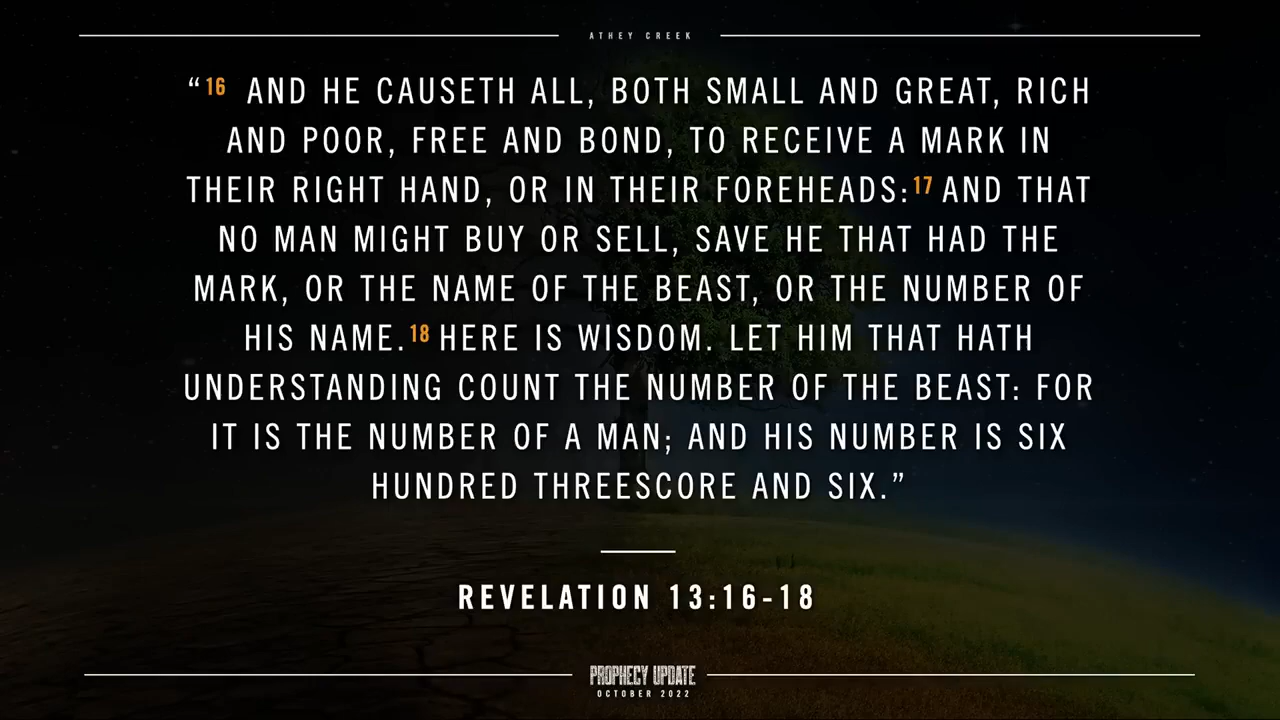 ATHEY CREEK
“16 AND HE CAUSETH ALL, BOTH SMALL AND GREAT, RICH
AND POOR, FREE AND BOND, TO RECEIVE A MARK IN
THEIR RIGHT HAND, OR IN THEIR FOREHEADS:17 AND THAT
NO MAN MIGHT BUY OR SELL, SAVE HE THAT HAD THE
MARK, OR THE NAME OF THE BEAST, OR THE NUMBER OF
HIS NAME.18 HERE IS WISDOM. LET HIM THAT HATH
UNDERSTANDING COUNT THE NUMBER OF THE BEAST: FOR
IT IS THE NUMBER OF A MAN; AND HIS NUMBER IS SIX
HUNDRED THREESCORE AND SIX.”
REVELATION 13:16-18
PROPHECY UPDATE
OCTOBER 2022